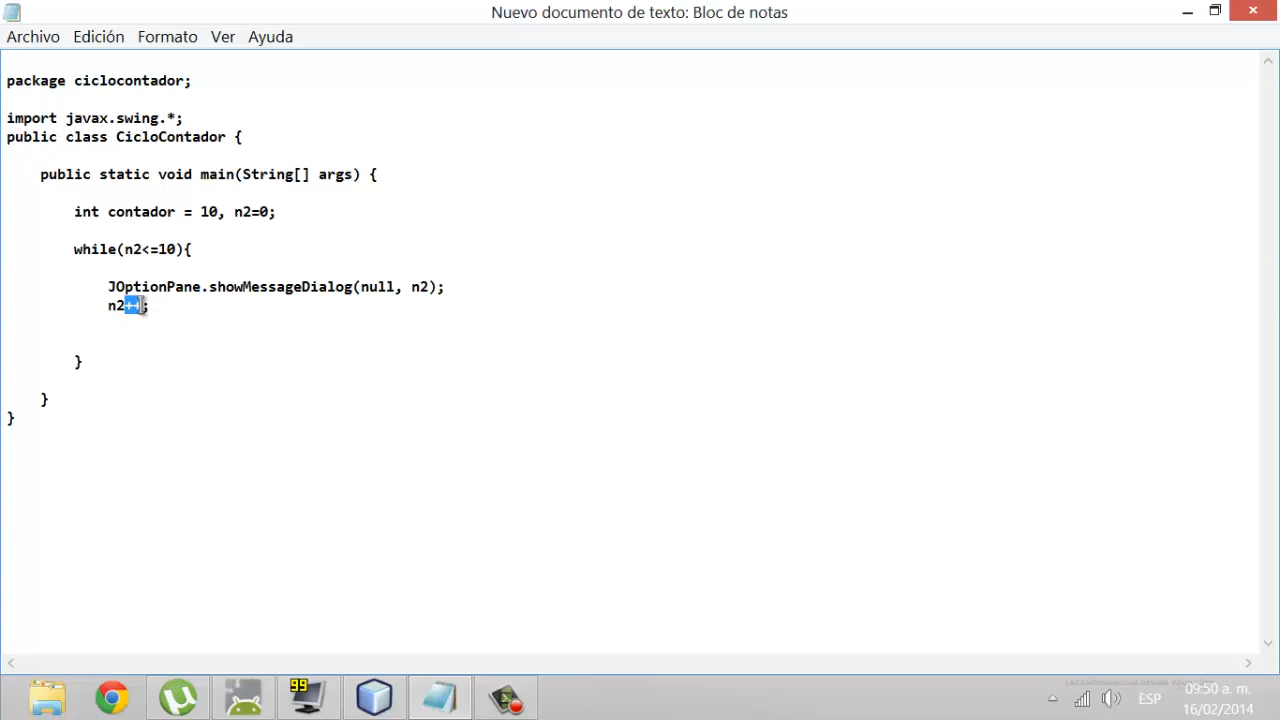 Nuevo documento de texto: Bloc de notas
Archivo Edición Formato Ver Ayuda
package ciclocontador;
import javax.swing.*;
public class CicloContador {
public static void main(String[] args) {
int contador = 10, n2=0;
while(n2<=10){
JOptionPane.showMessageDialog(null, n2);
n2++;
}
}
}
99
ESP
09:50 a. m.
16/02/2014